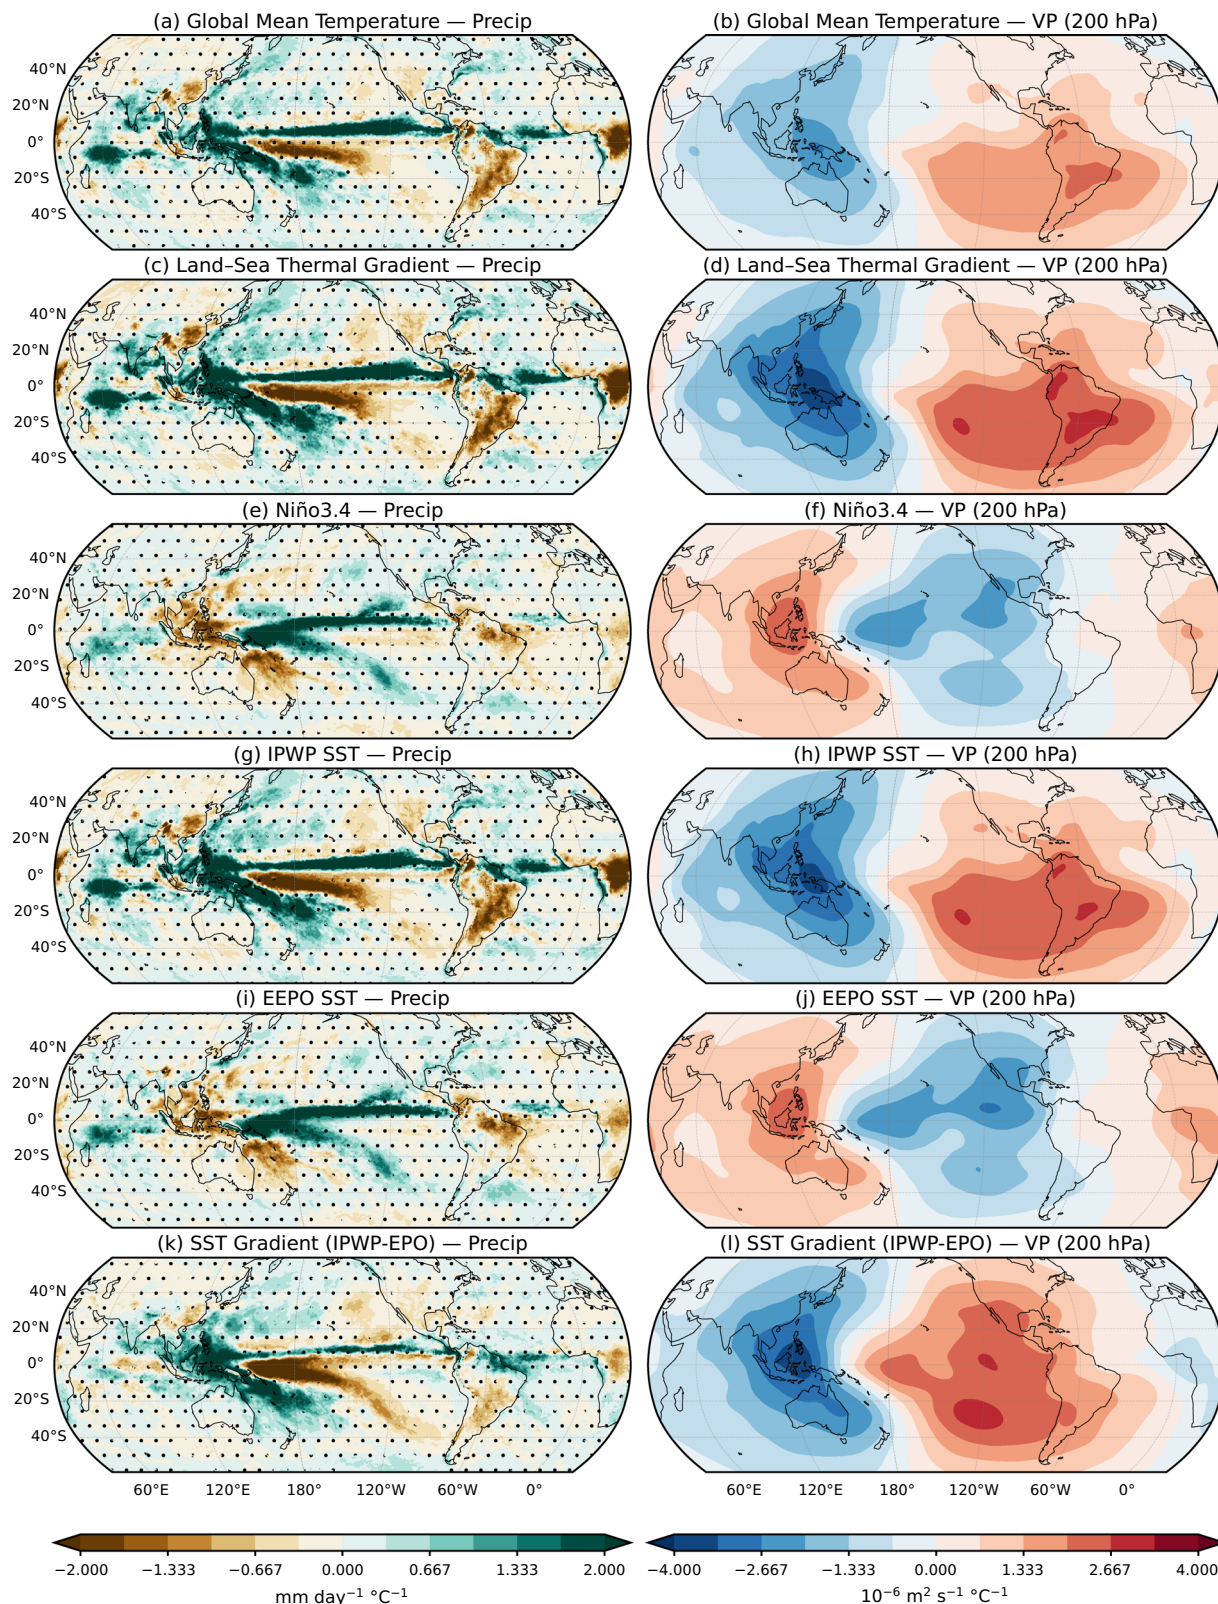 (a) Global Mean Temperature — Precip
(b) Global Mean Temperature — VP (200 hPa)
40°N
20°N
0°
20°S
40°S
(c) Land–Sea Thermal Gradient — Precip
(d) Land–Sea Thermal Gradient — VP (200 hPa)
40°N
20°N
0°
20°S
40°S
(e) Niño3.4 — Precip
(f) Niño3.4 — VP (200 hPa)
40°N
20°N
0°
20°S
40°S
(g) IPWP SST — Precip
(h) IPWP SST — VP (200 hPa)
40°N
20°N
0°
20°S
40°S
(i) EEPO SST — Precip
(j) EEPO SST — VP (200 hPa)
40°N
20°N
0°
20°S
40°S
(k) SST Gradient (IPWP-EPO) — Precip
(l) SST Gradient (IPWP-EPO) — VP (200 hPa)
40°N
20°N
0°
20°S
40°S
60°E 120°E 180° 120°W 60°W 0°
60°E 120°E 180° 120°W 60°W 0°
−2.000 −1.333 −0.667 0.000 0.667 1.333 2.000
mm day⁻¹ °C⁻¹
−4.000 −2.667 −1.333 0.000 1.333 2.667 4.000
10⁻⁶ m² s⁻¹ °C⁻¹